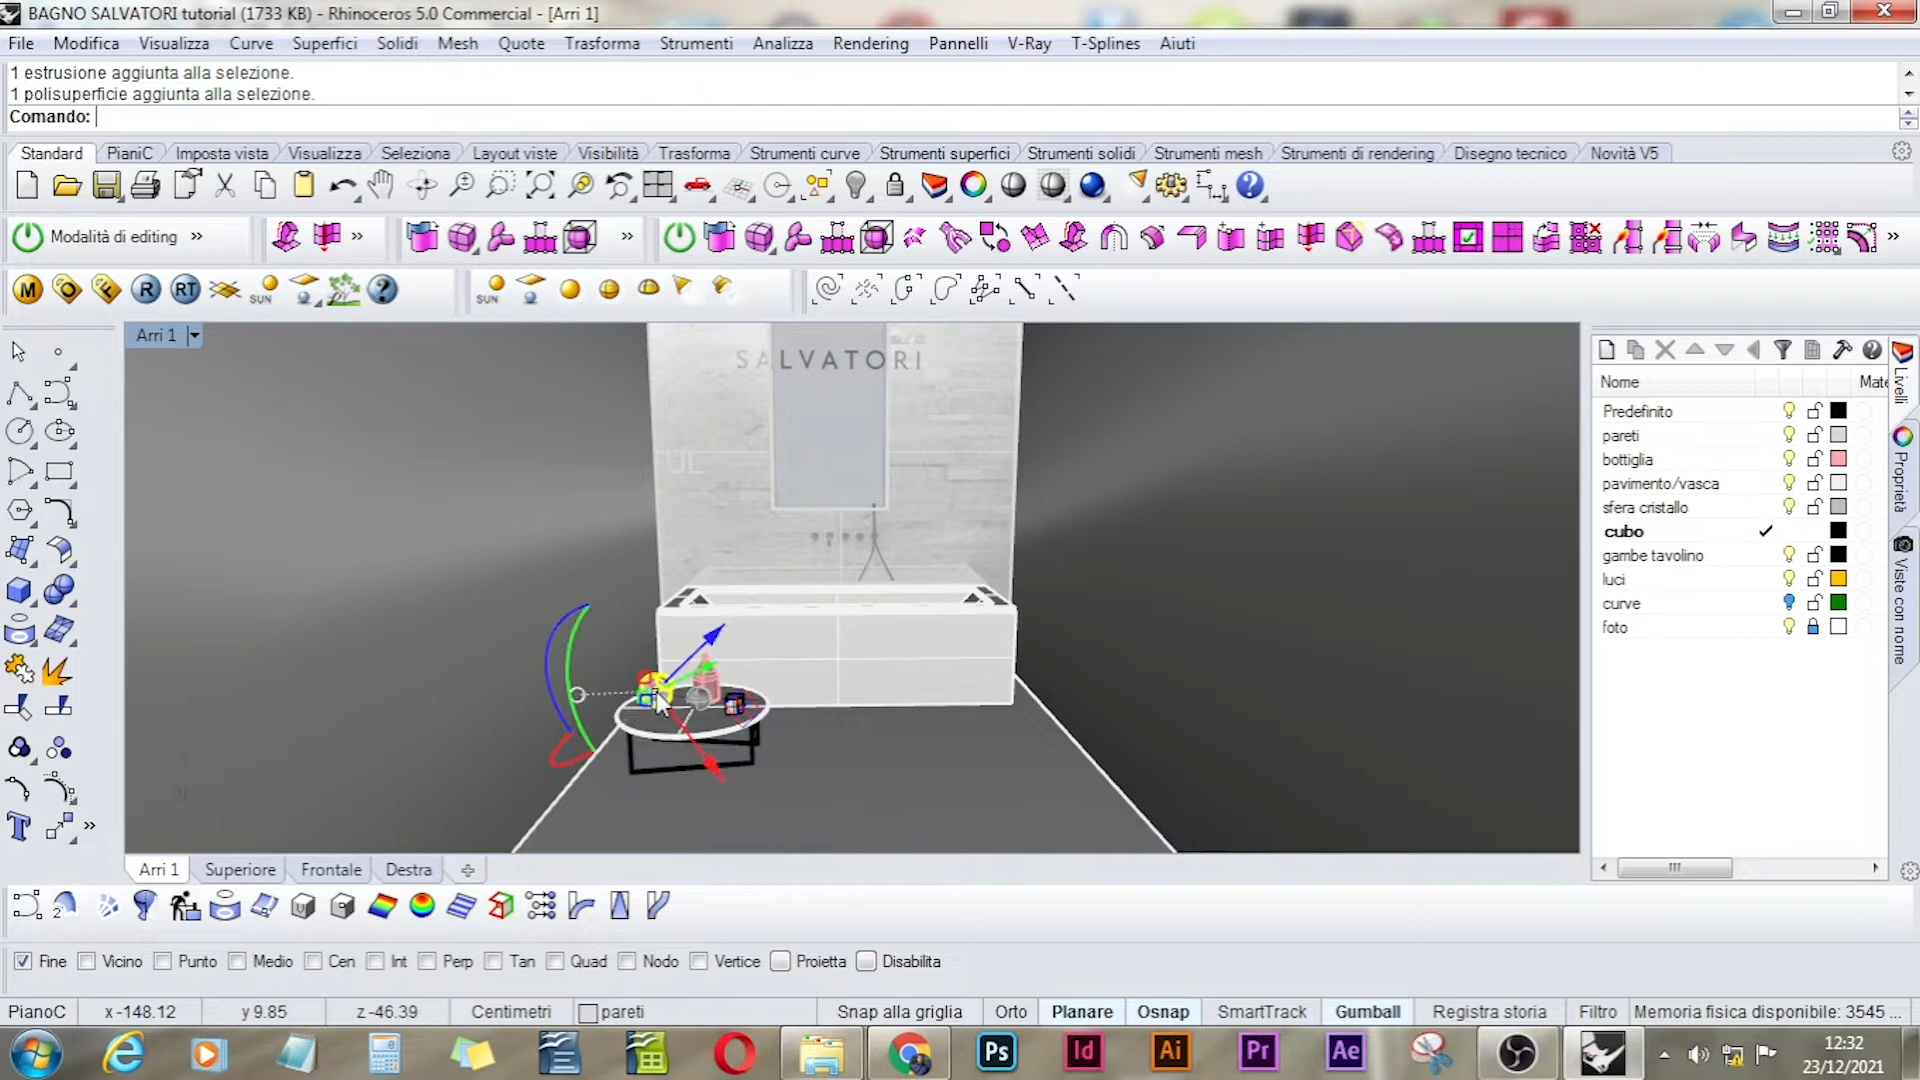 BAGNO SALVATORI tutorial (1733 KB) - Rhinoceros 5.0 Commercial - [Arri 1]
File Modifica Visualizza Curve Superfici Solidi Mesh Quote Trasforma Strumenti Analizza Rendering Pannelli V-Ray T-Splines Aiuti
1 estrusione aggiunta alla selezione.
1 polisuperficie aggiunta alla selezione.
Comando:
Standard PianiC Imposta vista Visualizza Seleziona Layout viste Visibilità Trasforma Strumenti curve Strumenti superfici Strumenti solidi Strumenti mesh Strumenti di rendering Disegno tecnico Novità V5
Modalità di editing
M O F R RT SUN SUN
Arri 1
SALVATORI
UL
Nome Mate
Predefinito
pareti
bottiglia
pavimento/vasca
sfera cristallo
cubo
gambe tavolino
luci
curve
foto
Livelli
Proprietà
Viste con nome
Arri 1 Superiore Frontale Destra
Fine Vicino Punto Medio Cen Int Perp Tan Quad Nodo Vertice Proietta Disabilita
PianoC x -148.12 y 9.85 z -46.39 Centimetri pareti Snap alla griglia Orto Planare Osnap SmartTrack Gumball Registra storia Filtro Memoria fisica disponibile: 3545 ...
Ps Id Ai Pr Ae
12:32
23/12/2021